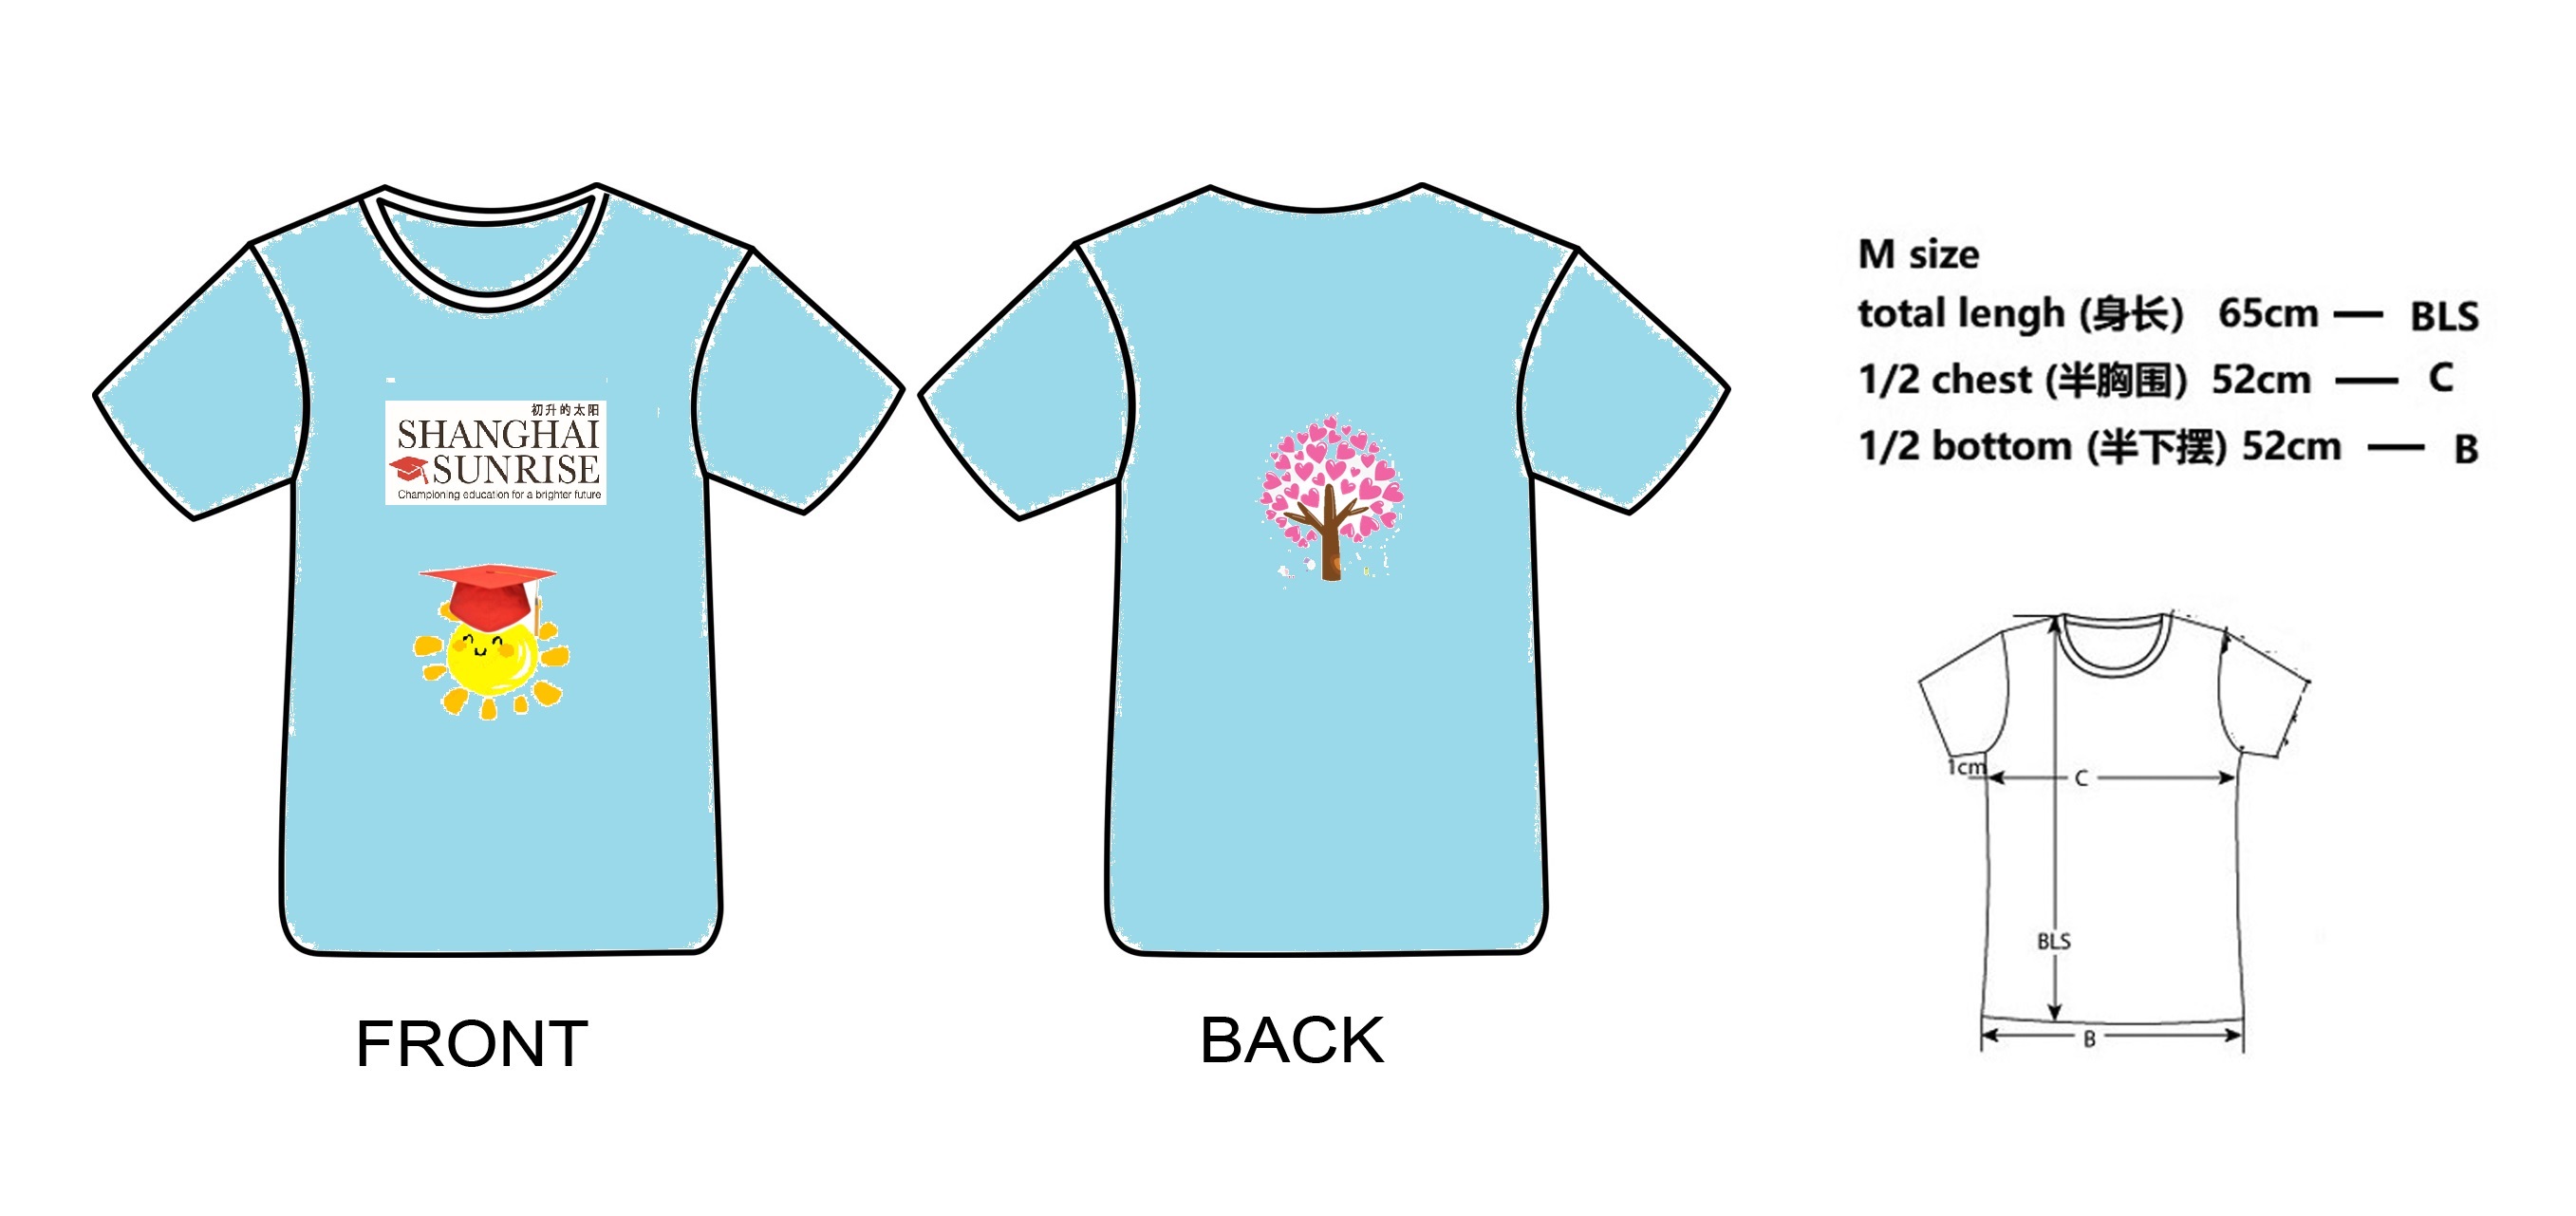 初升的太阳
SHANGHAI
SUNRISE
Championing education for a brighter future
FRONT
BACK
M size
total lengh (身长) 65cm — BLS
1/2 chest (半胸围) 52cm — C
1/2 bottom (半下摆) 52cm — B
1cm
C
BLS
B